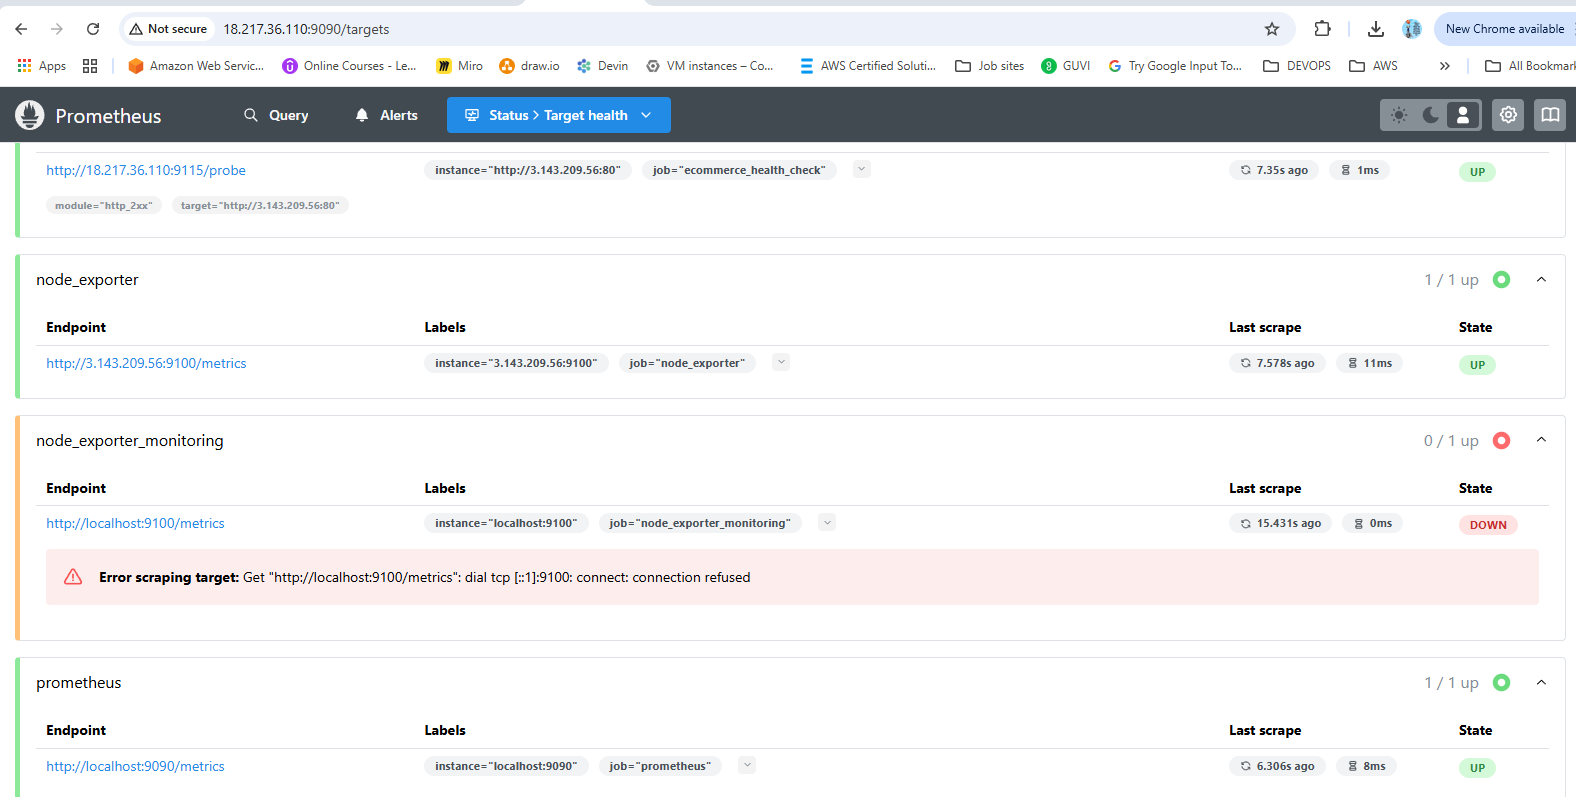 Not secure 18.217.36.110:9090/targets New Chrome available
Apps Amazon Web Servic... Online Courses - Le... Miro draw.io Devin VM instances – Co... AWS Certified Soluti... Job sites GUVI Try Google Input To... DEVOPS AWS » All Bookmark
Prometheus Query Alerts Status > Target health
http://18.217.36.110:9115/probe instance="http://3.143.209.56:80" job="ecommerce_health_check" 7.35s ago 1ms UP
module="http_2xx" target="http://3.143.209.56:80"
node_exporter 1 / 1 up
Endpoint Labels Last scrape State
http://3.143.209.56:9100/metrics instance="3.143.209.56:9100" job="node_exporter" 7.578s ago 11ms UP
node_exporter_monitoring 0 / 1 up
Endpoint Labels Last scrape State
http://localhost:9100/metrics instance="localhost:9100" job="node_exporter_monitoring" 15.431s ago 0ms DOWN
Error scraping target: Get "http://localhost:9100/metrics": dial tcp [::1]:9100: connect: connection refused
prometheus 1 / 1 up
Endpoint Labels Last scrape State
http://localhost:9090/metrics instance="localhost:9090" job="prometheus" 6.306s ago 8ms UP